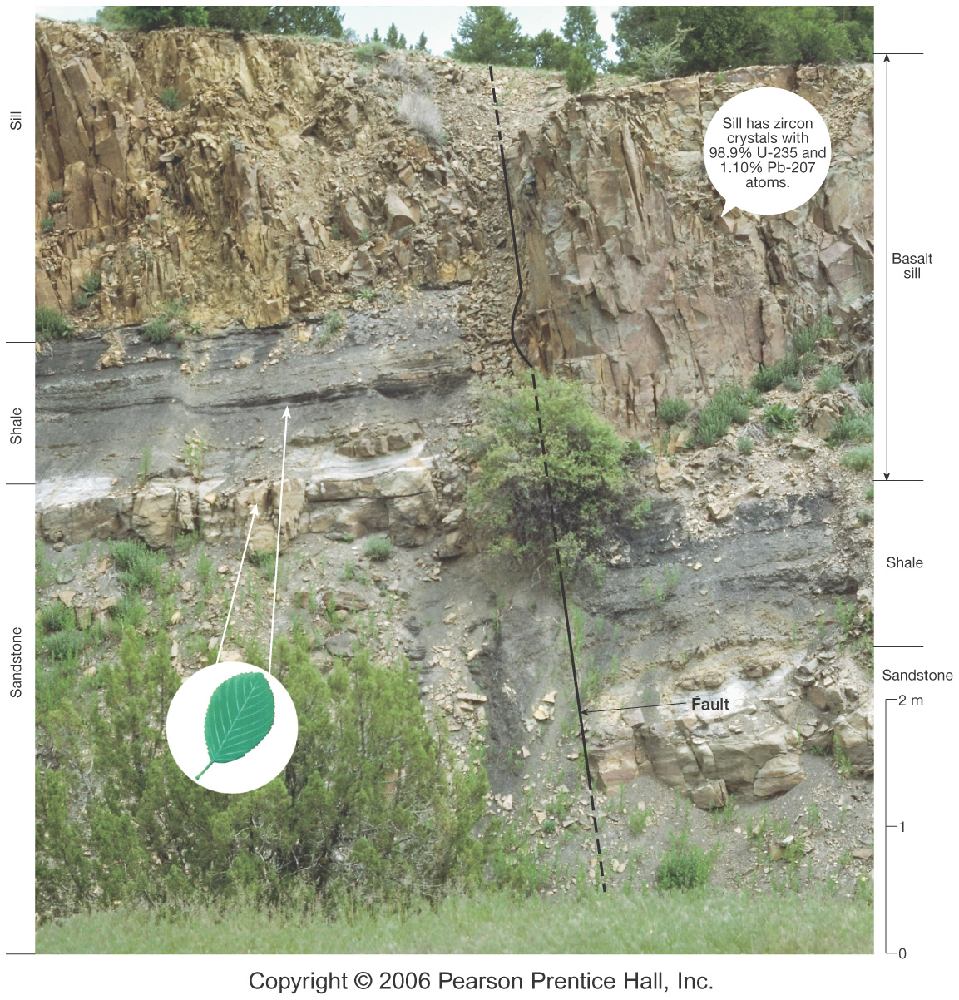 Sill
Shale
Sandstone
Sill has zircon
crystals with
98.9% U-235 and
1.10% Pb-207
atoms.
Basalt
sill
Shale
Sandstone
2 m
1
0
Fault
Copyright © 2006 Pearson Prentice Hall, Inc.